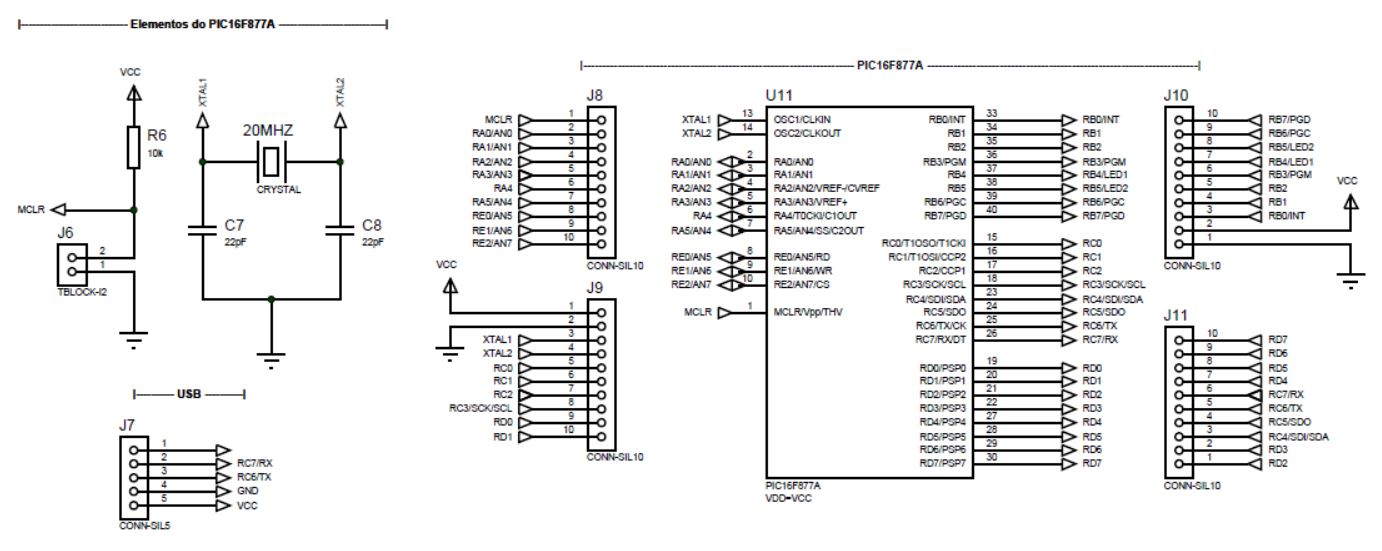 Elementos do PIC16F877A
VCC
XTAL1
XTAL2
R6
10k
20MHZ
CRYSTAL
MCLR
C7
22pF
C8
22pF
J6
2
1
TBLOCK-I2
USB
J7
1
2 RC7/RX
3 RC6/TX
4 GND
5 VCC
CONN-SIL5
PIC16F877A
J8
MCLR 1
RA0/AN0 2
RA1/AN1 3
RA2/AN2 4
RA3/AN3 5
RA4 6
RA5/AN4 7
RE0/AN5 8
RE1/AN6 9
RE2/AN7 10
CONN-SIL10
VCC
J9
1
2
XTAL1 3
XTAL2 4
RC0 5
RC1 6
RC2 7
RC3/SCK/SCL 8
RD0 9
RD1 10
CONN-SIL10
U11
XTAL1 13 OSC1/CLKIN
XTAL2 14 OSC2/CLKOUT
RA0/AN0 2 RA0/AN0
RA1/AN1 3 RA1/AN1
RA2/AN2 4 RA2/AN2/VREF-/CVREF
RA3/AN3 5 RA3/AN3/VREF+
RA4 6 RA4/T0CKI/C1OUT
RA5/AN4 7 RA5/AN4/SS/C2OUT
RE0/AN5 8 RE0/AN5/RD
RE1/AN6 9 RE1/AN6/WR
RE2/AN7 10 RE2/AN7/CS
MCLR 1 MCLR/Vpp/THV
RB0/INT 33 RB0/INT
RB1 34 RB1
RB2 35 RB2
RB3/PGM 36 RB3/PGM
RB4 37 RB4/LED1
RB5 38 RB5/LED2
RB6/PGC 39 RB6/PGC
RB7/PGD 40 RB7/PGD
RC0/T1OSO/T1CKI 15 RC0
RC1/T1OSI/CCP2 16 RC1
RC2/CCP1 17 RC2
RC3/SCK/SCL 18 RC3/SCK/SCL
RC4/SDI/SDA 23 RC4/SDI/SDA
RC5/SDO 24 RC5/SDO
RC6/TX/CK 25 RC6/TX
RC7/RX/DT 26 RC7/RX
RD0/PSP0 19 RD0
RD1/PSP1 20 RD1
RD2/PSP2 21 RD2
RD3/PSP3 22 RD3
RD4/PSP4 27 RD4
RD5/PSP5 28 RD5
RD6/PSP6 29 RD6
RD7/PSP7 30 RD7
PIC16F877A
VDD=VCC
J10
10 RB7/PGD
9 RB6/PGC
8 RB5/LED2
7 RB4/LED1
6 RB3/PGM
5 RB2
4 RB1
3 RB0/INT
2
1
VCC
CONN-SIL10
J11
10 RD7
9 RD6
8 RD5
7 RD4
6 RC7/RX
5 RC6/TX
4 RC5/SDO
3 RC4/SDI/SDA
2 RD3
1 RD2
CONN-SIL10